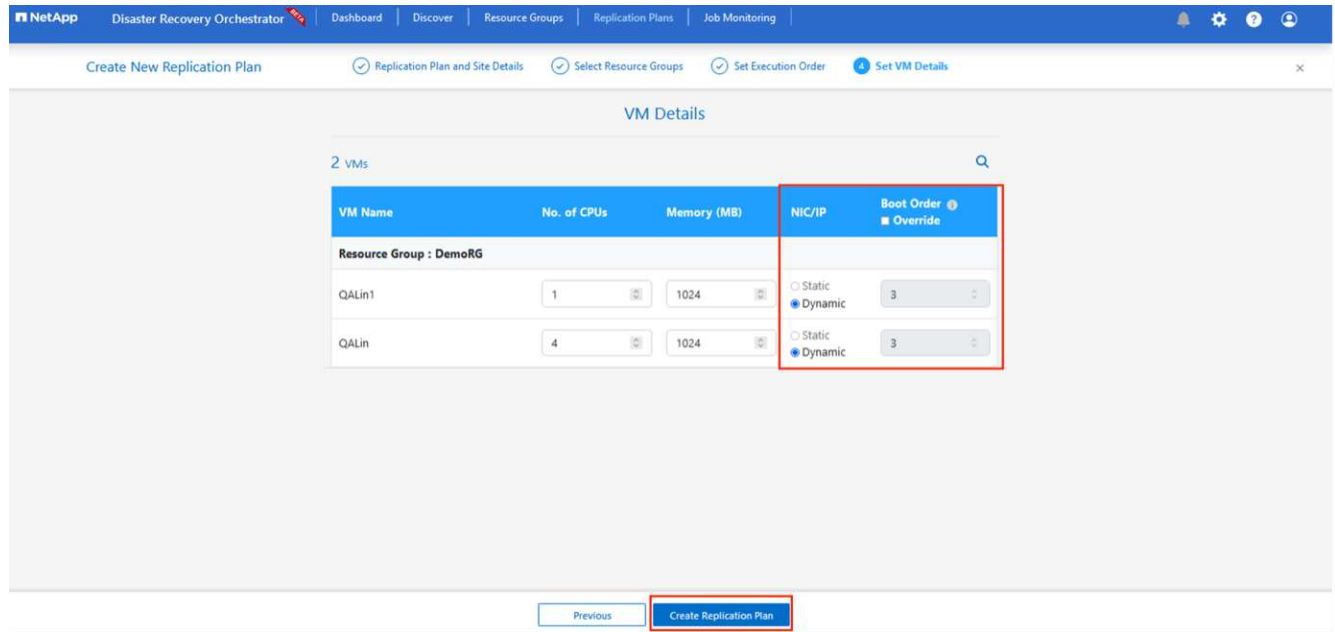 NetApp Disaster Recovery Orchestrator BETA Dashboard Discover Resource Groups Replication Plans Job Monitoring
Create New Replication Plan Replication Plan and Site Details Select Resource Groups Set Execution Order 4 Set VM Details
VM Details
2 VMs
VM Name No. of CPUs Memory (MB) NIC/IP Boot Order Override
Resource Group : DemoRG
QALin1 1 1024 Static Dynamic 3
QALin 4 1024 Static Dynamic 3
Previous Create Replication Plan